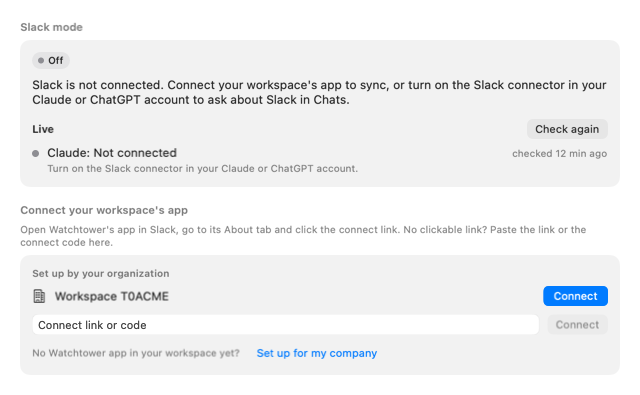 Slack mode
Off
Slack is not connected. Connect your workspace's app to sync, or turn on the Slack connector in your
Claude or ChatGPT account to ask about Slack in Chats.
Live
Check again
Claude: Not connected
checked 12 min ago
Turn on the Slack connector in your Claude or ChatGPT account.
Connect your workspace's app
Open Watchtower's app in Slack, go to its About tab and click the connect link. No clickable link? Paste the link or the
connect code here.
Set up by your organization
Workspace T0ACME
Connect
Connect link or code
Connect
No Watchtower app in your workspace yet?
Set up for my company